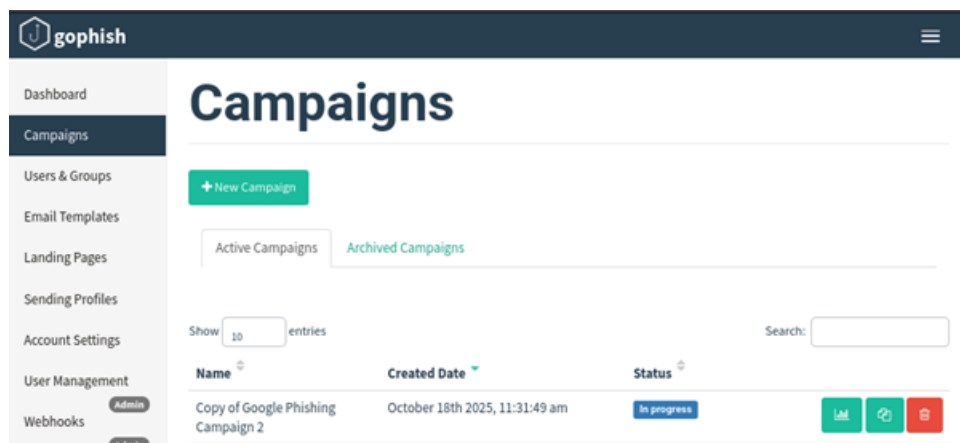 gophish
Dashboard
Campaigns
Users & Groups
Email Templates
Landing Pages
Sending Profiles
Account Settings
User Management
Admin
Webhooks
Campaigns
New Campaign
Active Campaigns Archived Campaigns
Show 10 entries Search:
Name Created Date Status
Copy of Google Phishing October 18th 2025, 11:31:49 am In progress
Campaign 2